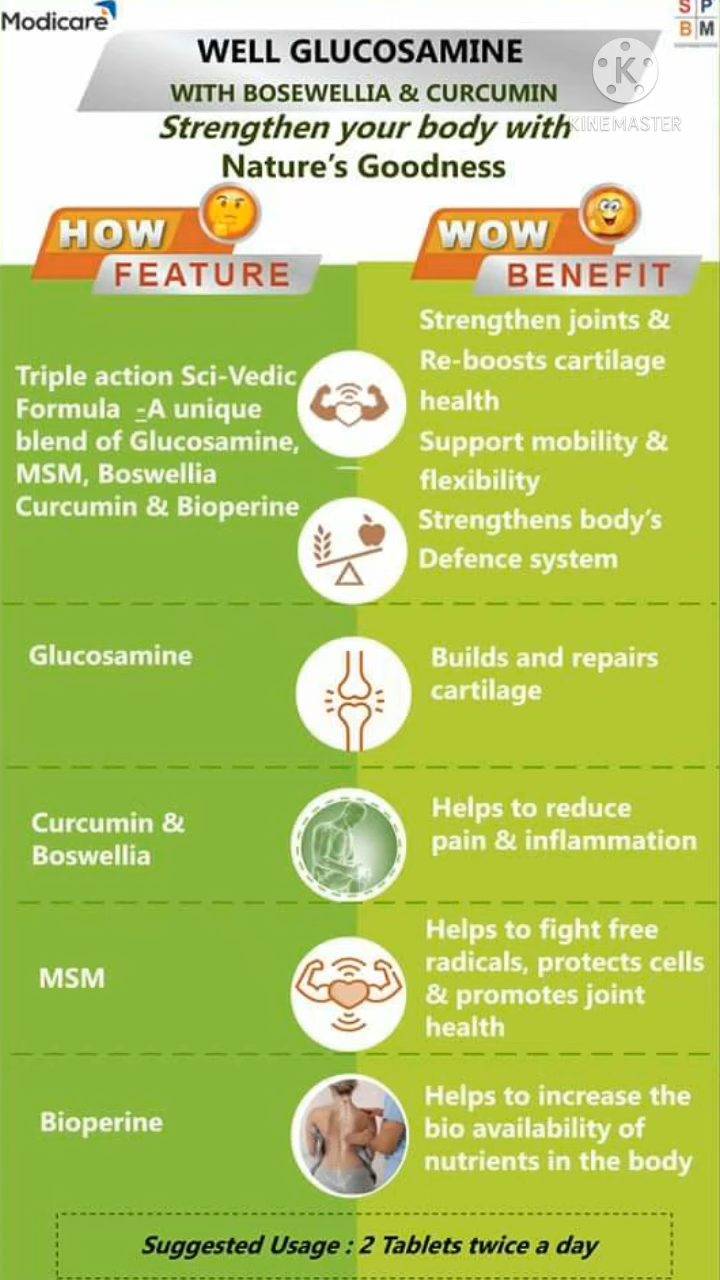 Modicare
S P
B M
WELL GLUCOSAMINE
WITH BOSEWELLIA & CURCUMIN
K
KINEMASTER
Strengthen your body with
Nature's Goodness
HOW
FEATURE
WOW
BENEFIT
Triple action Sci-Vedic
Formula -A unique
blend of Glucosamine,
MSM, Boswellia
Curcumin & Bioperine
Strengthen joints &
Re-boosts cartilage
health
Support mobility &
flexibility
Strengthens body's
Defence system
Glucosamine
Builds and repairs
cartilage
Curcumin &
Boswellia
Helps to reduce
pain & inflammation
MSM
Helps to fight free
radicals, protects cells
& promotes joint
health
Bioperine
Helps to increase the
bio availability of
nutrients in the body
Suggested Usage : 2 Tablets twice a day